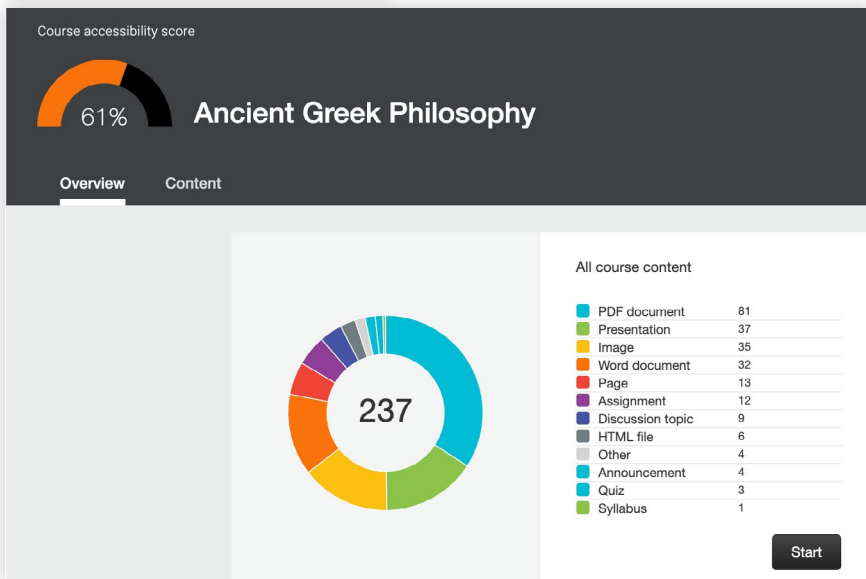 Course accessibility score
61%
Ancient Greek Philosophy
Overview Content
All course content
237
PDF document 81
Presentation 37
Image 35
Word document 32
Page 13
Assignment 12
Discussion topic 9
HTML file 6
Other 4
Announcement 4
Quiz 3
Syllabus 1
Start